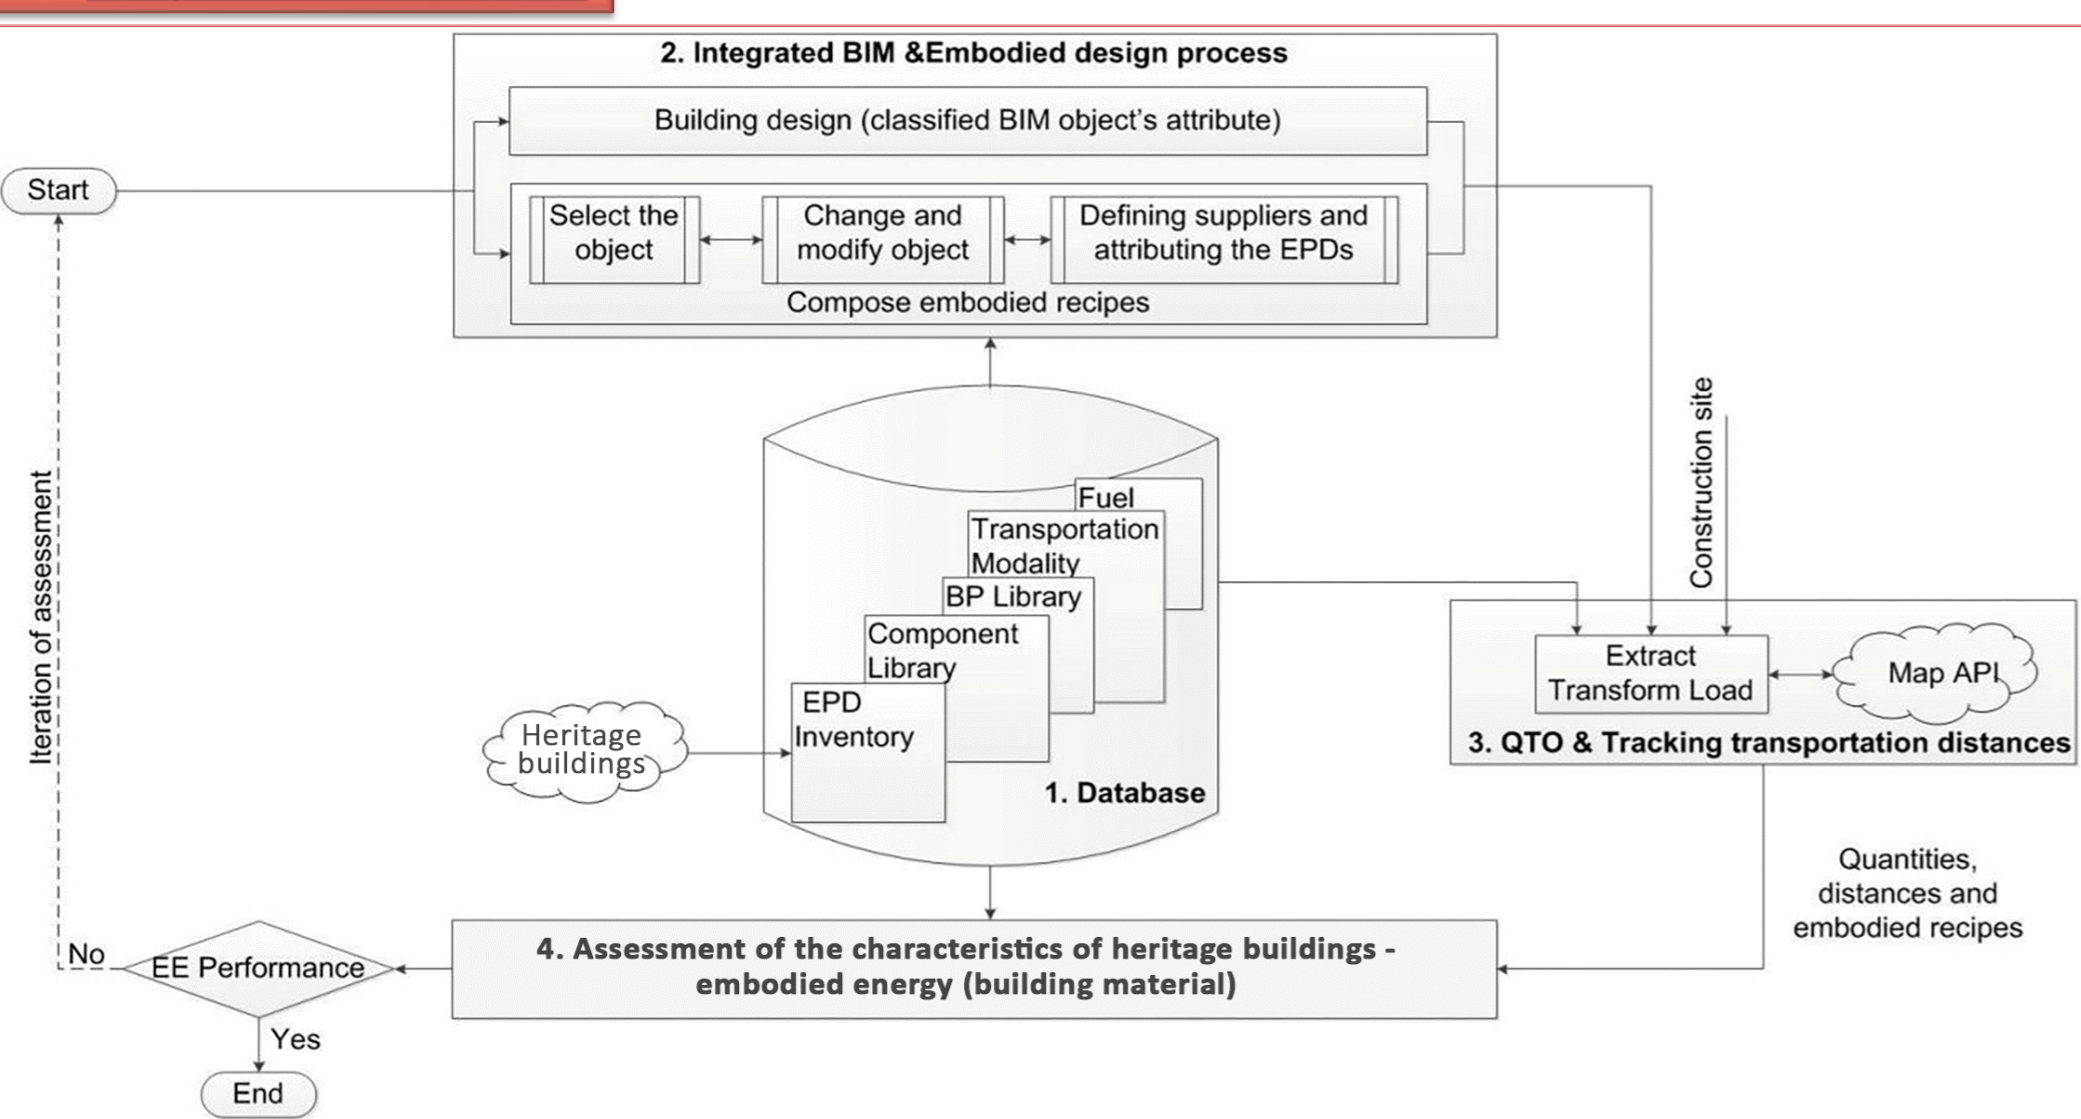 2. Integrated BIM &Embodied design process
Building design (classified BIM object's attribute)
Start
Select the
object
Change and
modify object
Defining suppliers and
attributing the EPDs
Compose embodied recipes
Iteration of assessment
Construction site
Fuel
Transportation
Modality
BP Library
Component
Library
EPD
Inventory
Heritage
buildings
1. Database
Extract
Transform Load
Map API
3. QTO & Tracking transportation distances
Quantities,
distances and
embodied recipes
4. Assessment of the characteristics of heritage buildings -
embodied energy (building material)
No
EE Performance
Yes
End